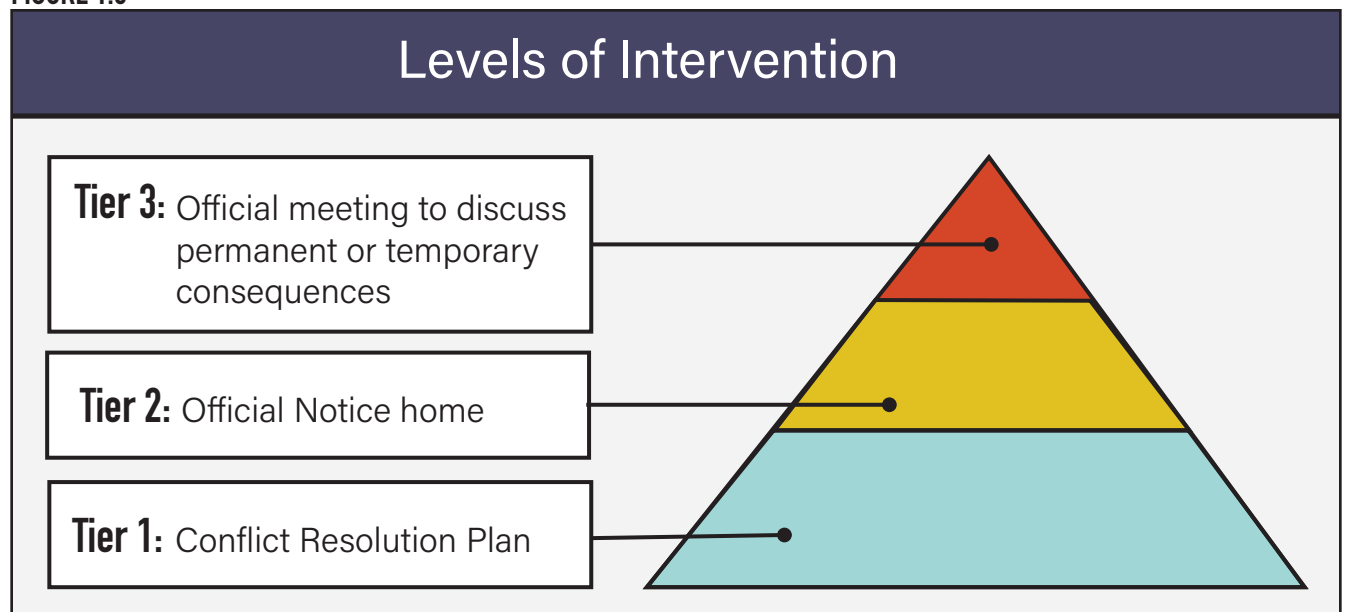 Levels of Intervention
Tier 3: Official meeting to discuss
permanent or temporary
consequences
Tier 2: Official Notice home
Tier 1: Conflict Resolution Plan